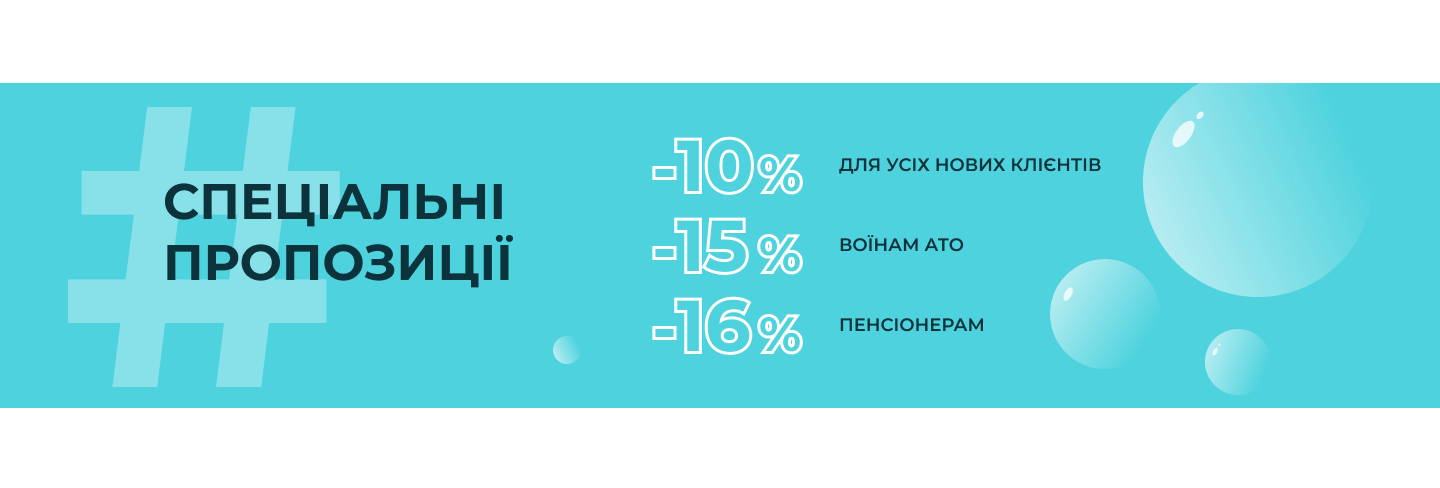 #
СПЕЦІАЛЬНІ
ПРОПОЗИЦІЇ
-10% ДЛЯ УСІХ НОВИХ КЛІЄНТІВ
-15% ВОЇНАМ АТО
-16% ПЕНСІОНЕРАМ